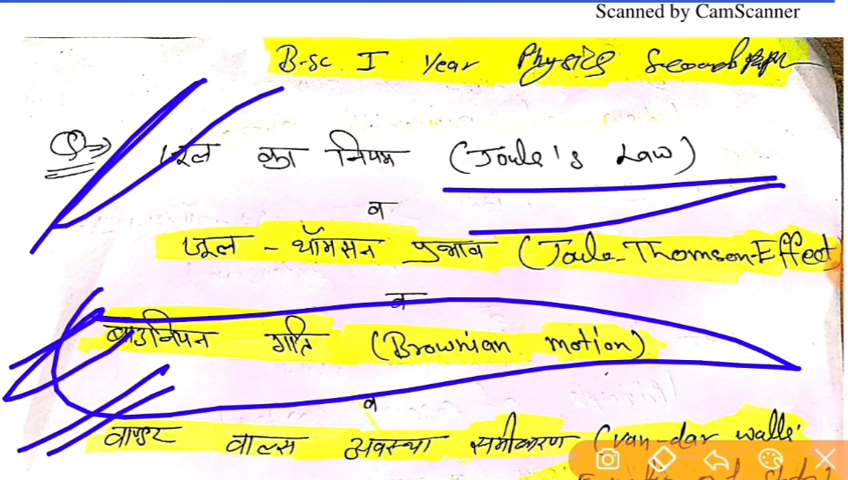 Scanned by CamScanner
B.sc I Year Physics Second Paper
Q⇒ जूल का नियम (Joule's Law)
व
जूल - थॉमसन प्रभाव (Joule-Thomson-Effect)
व
ब्राउनियन गति (Brownian motion)
व
वाण्डर वाल्स अवस्था समीकरण (van-dar walls'